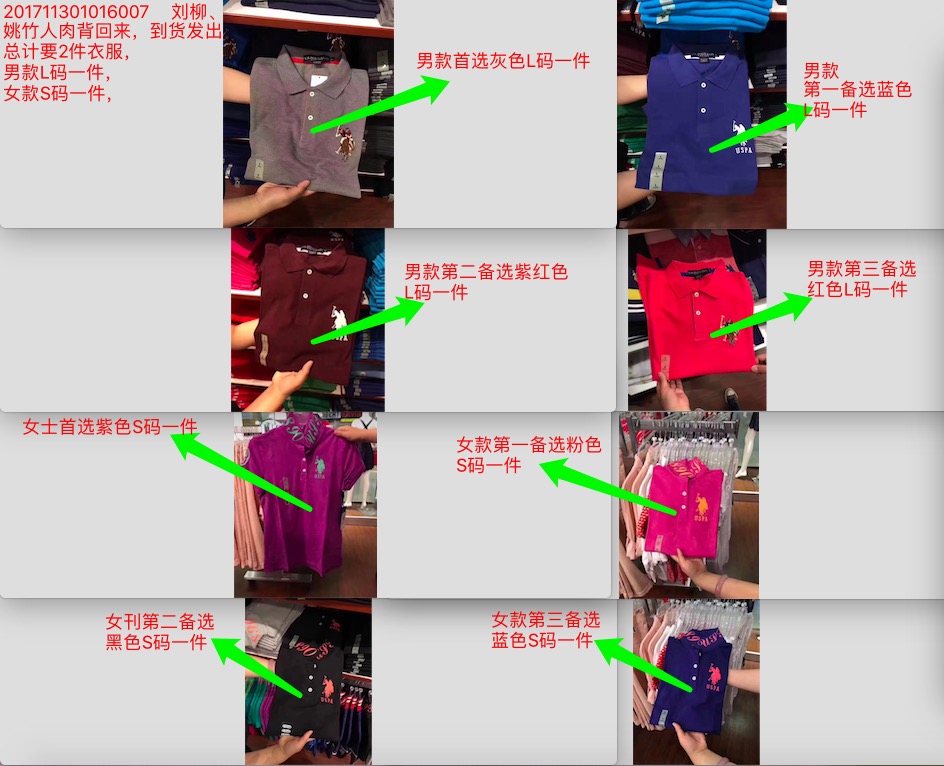 201711301016007 刘柳、
姚竹人肉背回来，到货发出
总计要2件衣服，
男款L码一件，
女款S码一件，
男款首选灰色L码一件
男款
第一备选蓝色
L码一件
USPA
男款第二备选紫红色
L码一件
USPA
男款第三备选
红色L码一件
女士首选紫色S码一件
USPA
女款第一备选粉色
S码一件
USPA
女刊第二备选
黑色S码一件
USPA
女款第三备选
蓝色S码一件
USPA